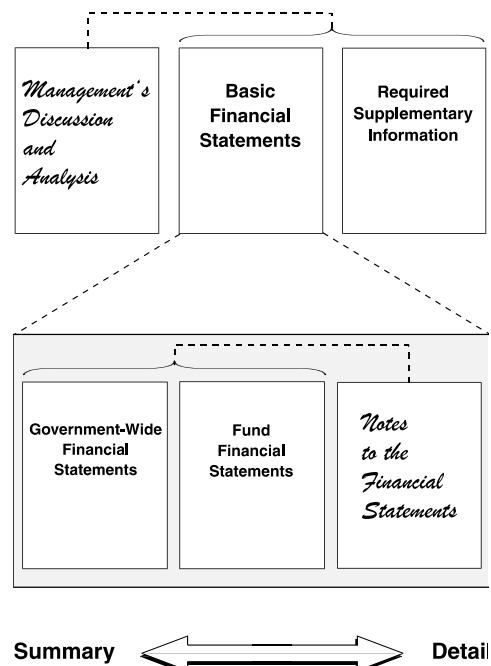 Management's
Discussion
and
Analysis
Basic
Financial
Statements
Required
Supplementary
Information
Government-Wide
Financial
Statements
Fund
Financial
Statements
Notes
to the
Financial
Statements
Summary
Detail